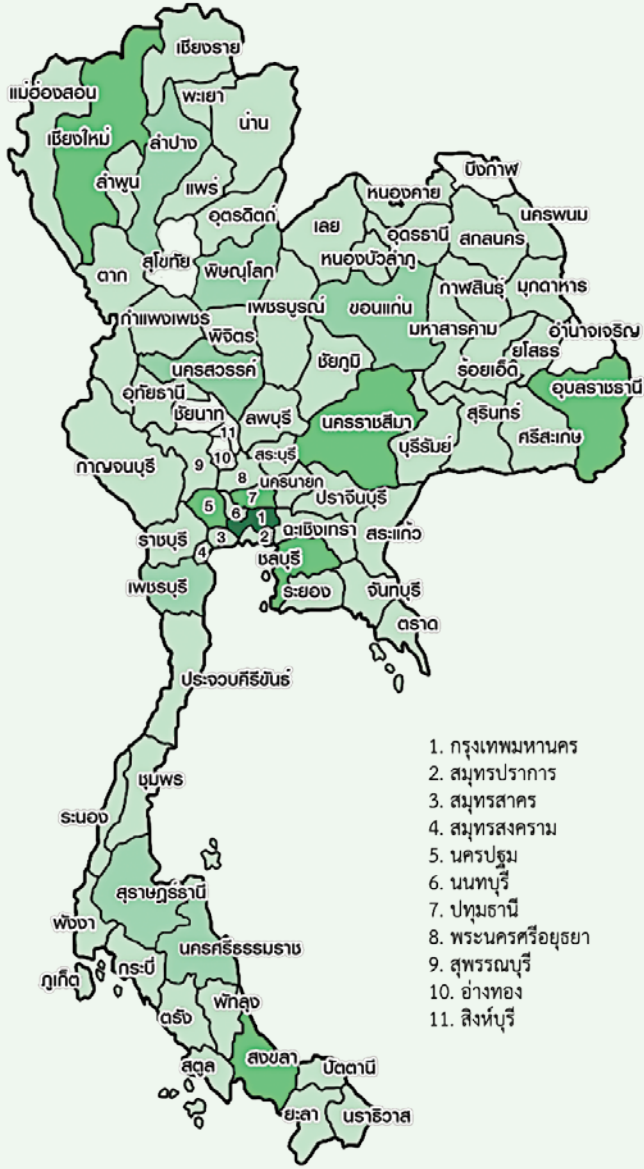 เชียงราย
แม่ฮ่องสอน
พะเยา
น่าน
เชียงใหม่
ลำปาง
ลำพูน
แพร่
บึงกาฬ
หนองคาย
อุตรดิตถ์
เลย
นครพนม
อุดรธานี
สกลนคร
ตาก
สุโขทัย
หนองบัวลำภู
พิษณุโลก
กาฬสินธุ์
มุกดาหาร
เพชรบูรณ์
ขอนแก่น
กำแพงเพชร
มหาสารคาม
อำนาจเจริญ
พิจิตร
ยโสธร
ชัยภูมิ
ร้อยเอ็ด
นครสวรรค์
อุบลราชธานี
อุทัยธานี
ชัยนาท
ลพบุรี
นครราชสีมา
สุรินทร์
11
บุรีรัมย์
ศรีสะเกษ
10
สระบุรี
กาญจนบุรี
9
8
นครนายก
7
ปราจีนบุรี
5
6
1
ฉะเชิงเทรา
สระแก้ว
ราชบุรี
3
2
4
ชลบุรี
เพชรบุรี
ระยอง
จันทบุรี
ตราด
ประจวบคีรีขันธ์
1. กรุงเทพมหานคร
2. สมุทรปราการ
3. สมุทรสาคร
4. สมุทรสงคราม
5. นครปฐม
6. นนทบุรี
7. ปทุมธานี
8. พระนครศรีอยุธยา
9. สุพรรณบุรี
10. อ่างทอง
11. สิงห์บุรี
ชุมพร
ระนอง
สุราษฎร์ธานี
พังงา
นครศรีธรรมราช
กระบี่
ภูเก็ต
พัทลุง
ตรัง
สงขลา
สตูล
ปัตตานี
ยะลา
นราธิวาส